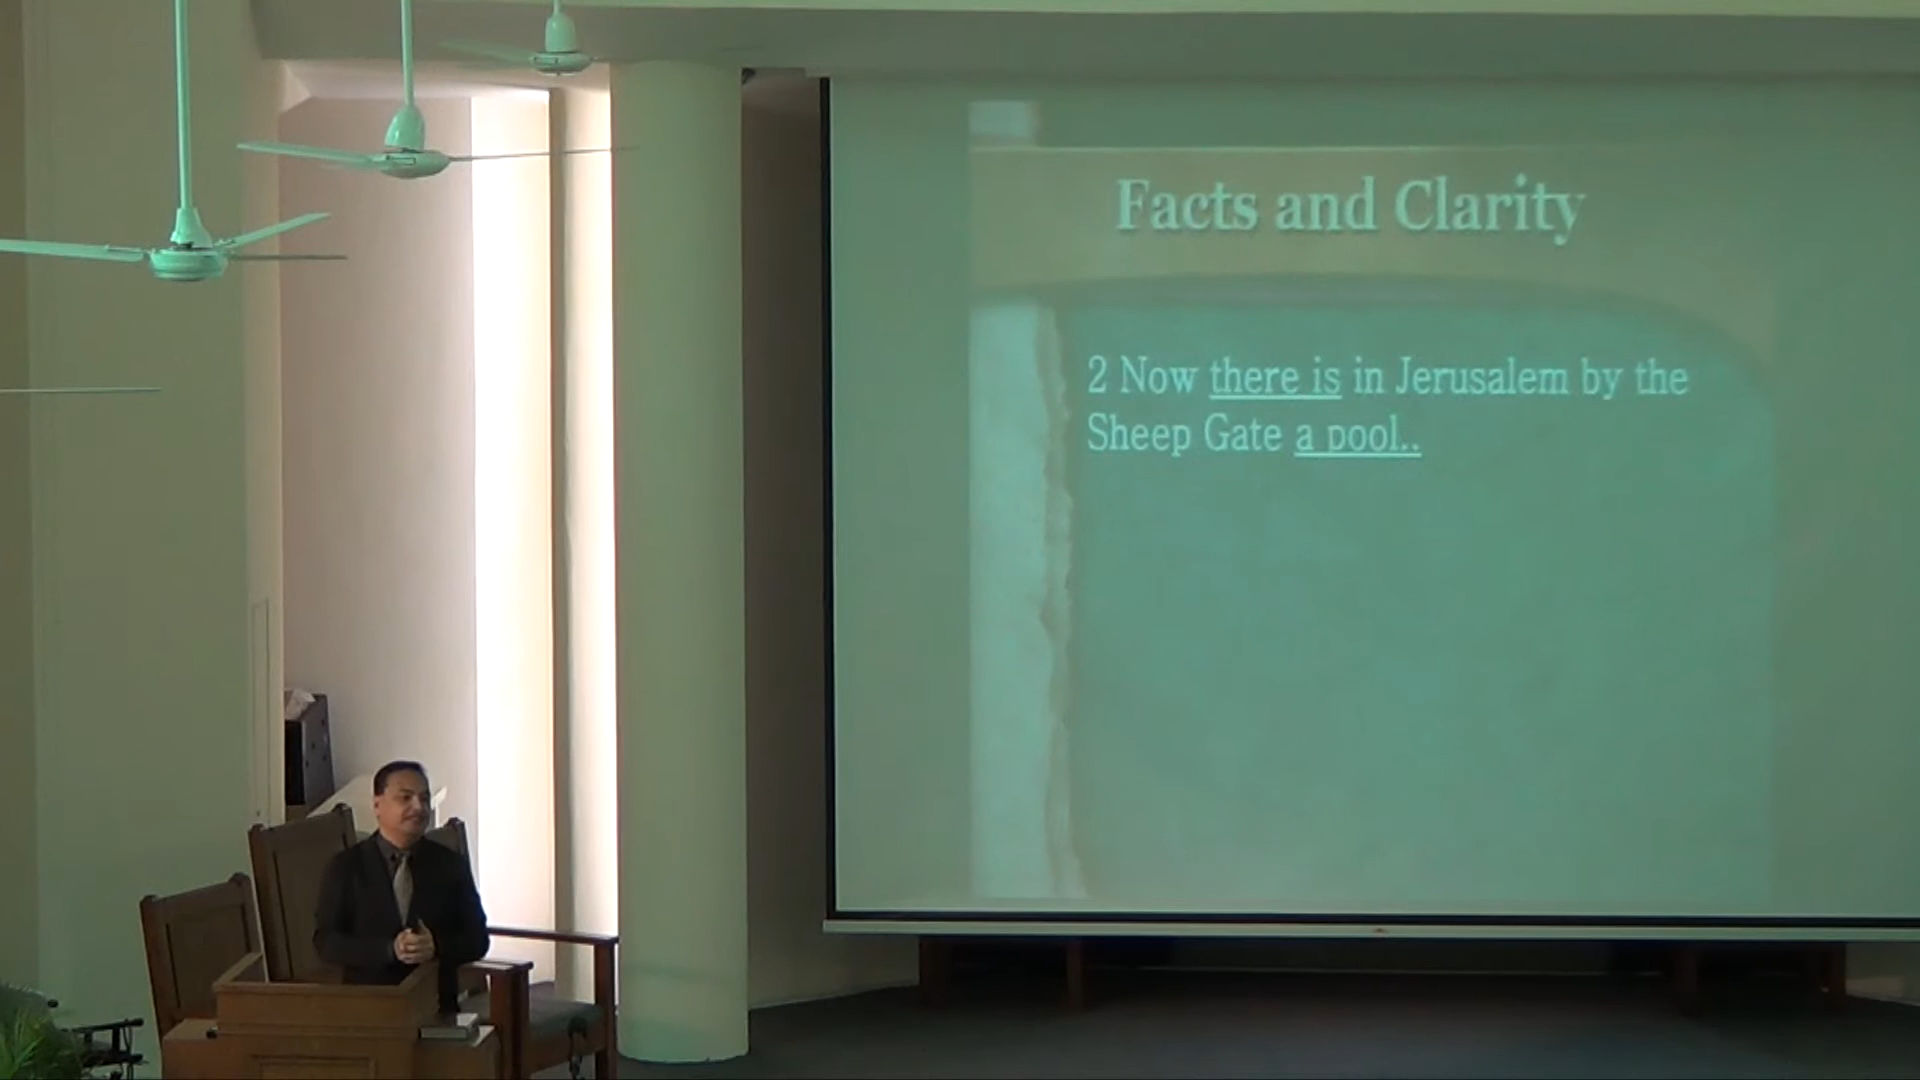 Facts and Clarity
2 Now there is in Jerusalem by the
Sheep Gate a pool..